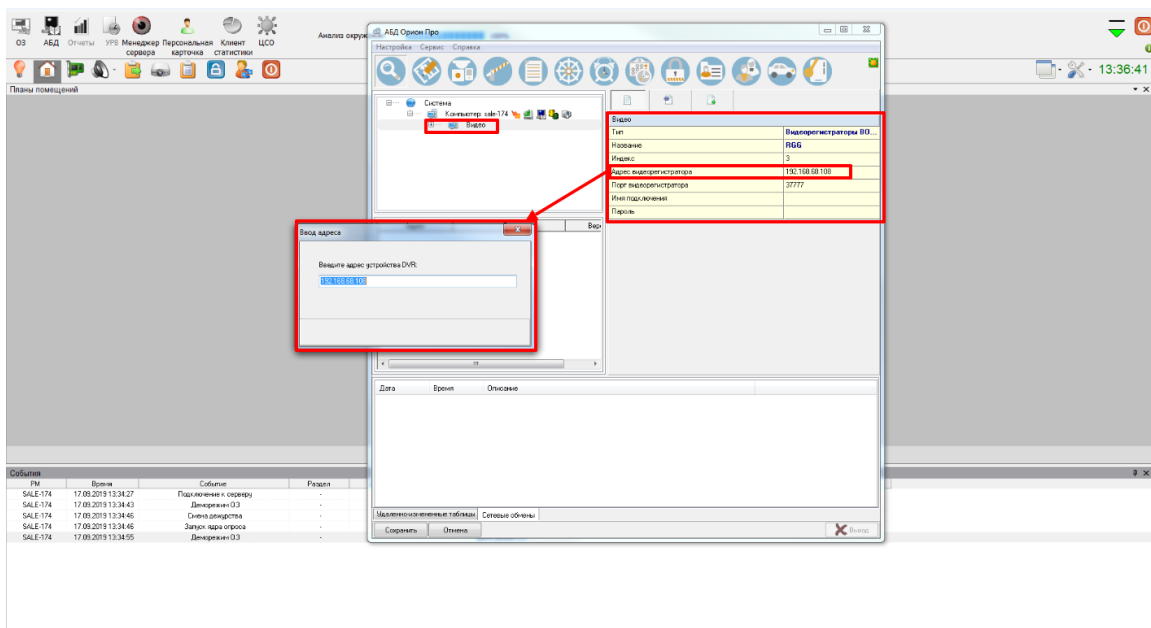 ОЗ АБД Отчеты УРВ Менеджер сервера Персональная карточка Клиент статистики ЦСО
Анализ окруж
13:36:41
Планы помещений
АБД Орион Про
Настройка Сервис Справка
Система
Компьютер: sale-174
Видео
Видео
Тип Видеорегистраторы BO...
Название RGG
Индекс 3
Адрес видеорегистратора 192.168.68.108
Порт видеорегистратора 37777
Имя подключения
Пароль
Верс
Ввод адреса
Введите адрес устройства DVR:
192.168.68.108
Дата Время Описание
Удаленно-измененные таблицы Сетевые обмены
Сохранить Отмена Выход
События
РМ Время Событие Раздел
SALE-174 17.09.2019 13:34:27 Подключение к серверу -
SALE-174 17.09.2019 13:34:43 Деморежим ОЗ -
SALE-174 17.09.2019 13:34:46 Смена дежурства -
SALE-174 17.09.2019 13:34:46 Запуск ядра опроса -
SALE-174 17.09.2019 13:34:55 Деморежим ОЗ -